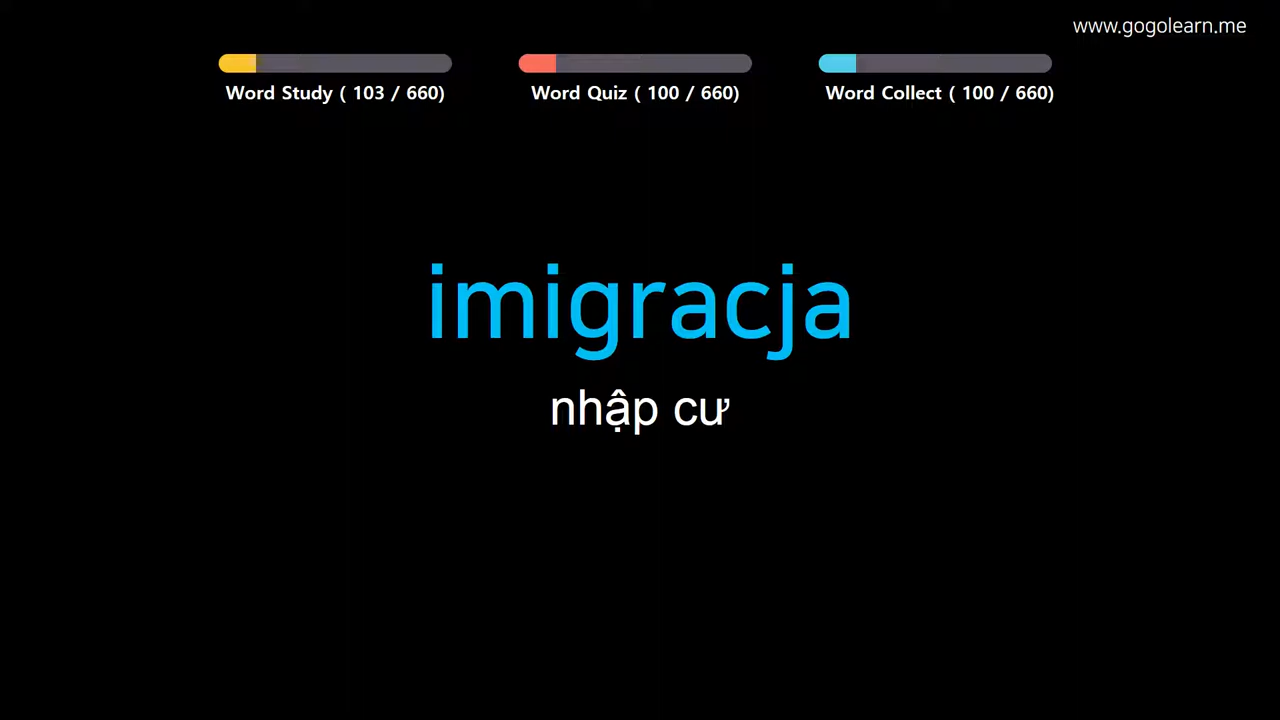 www.gogolearn.me
Word Study ( 103 / 660)
Word Quiz ( 100 / 660)
Word Collect ( 100 / 660)
imigracja
nhập cư